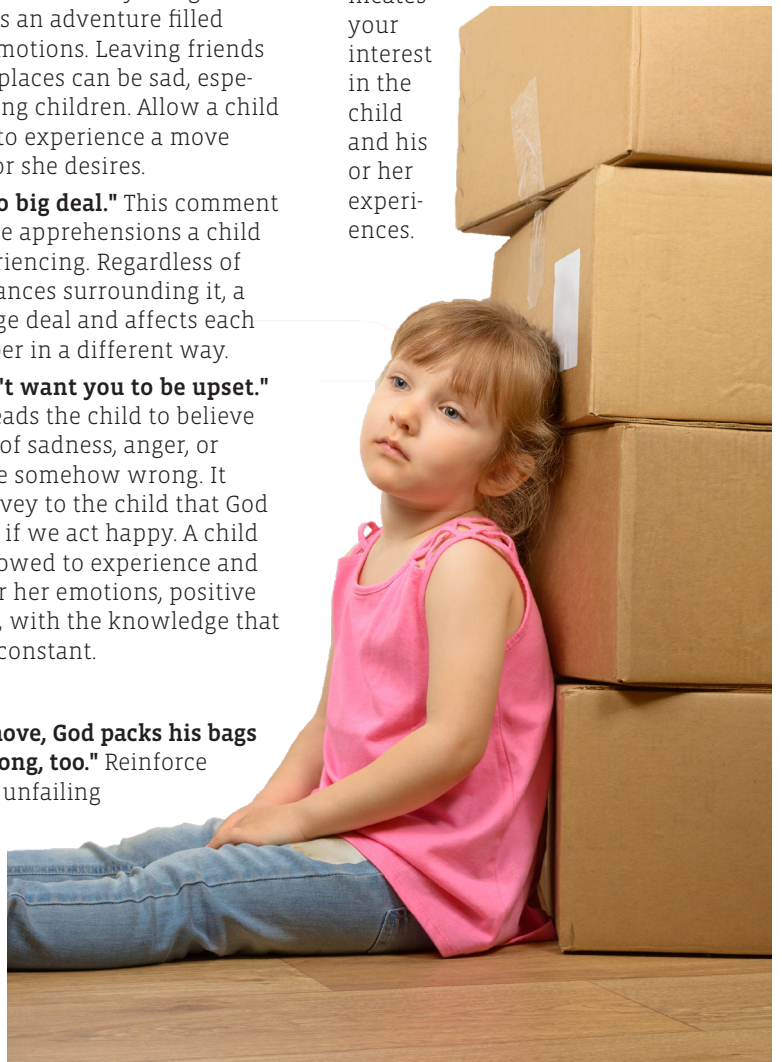 s an adventure filled
motions. Leaving friends
places can be sad, espe-
ng children. Allow a child
to experience a move
or she desires.
o big deal." This comment
e apprehensions a child
riencing. Regardless of
ances surrounding it, a
ge deal and affects each
er in a different way.
't want you to be upset."
eads the child to believe
of sadness, anger, or
e somehow wrong. It
vey to the child that God
if we act happy. A child
owed to experience and
r her emotions, positive
, with the knowledge that
constant.
ove, God packs his bags
ong, too." Reinforce
unfailing
your
interest
in the
child
and his
or her
experi-
ences.